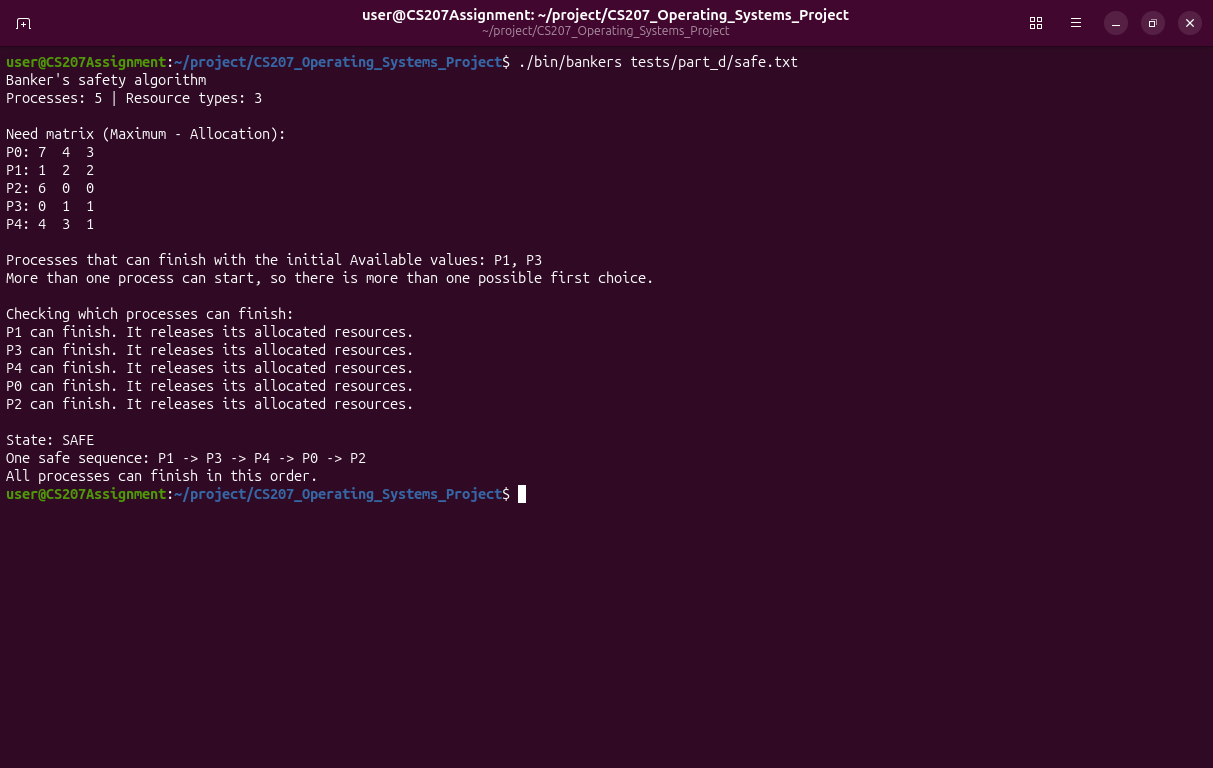 user@CS207Assignment: ~/project/CS207_Operating_Systems_Project
~/project/CS207_Operating_Systems_Project
user@CS207Assignment:~/project/CS207_Operating_Systems_Project$ ./bin/bankers tests/part_d/safe.txt
Banker's safety algorithm
Processes: 5 | Resource types: 3

Need matrix (Maximum - Allocation):
P0: 7  4  3
P1: 1  2  2
P2: 6  0  0
P3: 0  1  1
P4: 4  3  1

Processes that can finish with the initial Available values: P1, P3
More than one process can start, so there is more than one possible first choice.

Checking which processes can finish:
P1 can finish. It releases its allocated resources.
P3 can finish. It releases its allocated resources.
P4 can finish. It releases its allocated resources.
P0 can finish. It releases its allocated resources.
P2 can finish. It releases its allocated resources.

State: SAFE
One safe sequence: P1 -> P3 -> P4 -> P0 -> P2
All processes can finish in this order.
user@CS207Assignment:~/project/CS207_Operating_Systems_Project$